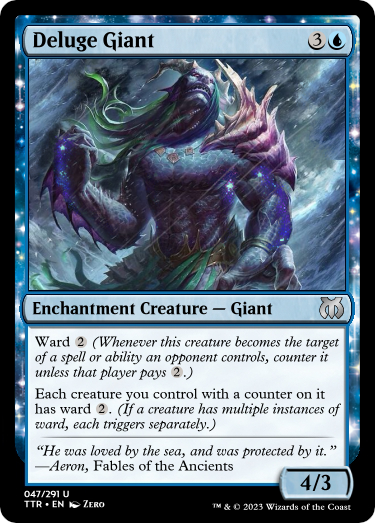 Deluge Giant 3
Enchantment Creature — Giant
Ward 2 (Whenever this creature becomes the target
of a spell or ability an opponent controls, counter it
unless that player pays 2.)
Each creature you control with a counter on it
has ward 2. (If a creature has multiple instances of
ward, each triggers separately.)
“He was loved by the sea, and was protected by it.”
—Aeron, Fables of the Ancients
4/3
047/291 U
TTR • EN Zero
™ & © 2023 Wizards of the Coast